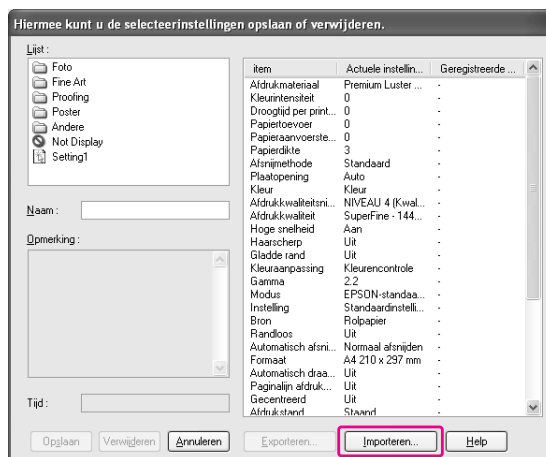 Hiermee kunt u de selecteerinstellingen opslaan of verwijderen.
Lijst :
Foto
Fine Art
Proofing
Poster
Andere
Not Display
Setting1
Naam :
Opmerking :
Tijd :
item Actuele instellin... Geregistreerde ...
Afdrukmateriaal Premium Luster ... -
Kleurintensiteit 0 -
Droogtijd per print... 0 -
Papiertoevoer 0 -
Papieraanvoerste... 0 -
Papierdikte 3 -
Afsnijmethode Standaard -
Plaatopening Auto -
Kleur Kleur -
Afdrukkwaliteitsni... NIVEAU 4 (Kwal... -
Afdrukkwaliteit SuperFine - 144... -
Hoge snelheid Aan -
Haarscherp Uit -
Gladde rand Uit -
Kleuraanpassing Kleurencontrole -
Gamma 2.2 -
Modus EPSON-standaa... -
Instelling Standaardinstelli... -
Bron Rolpapier -
Randloos Uit -
Automatisch afsni... Normaal afsnijden -
Formaat A4 210 x 297 mm -
Automatisch draa... Uit -
Paginalijn afdruk... Uit -
Gecentreerd Uit -
Afdrukstand Staand -
Opslaan Verwijderen Annuleren Exporteren... Importeren... Help